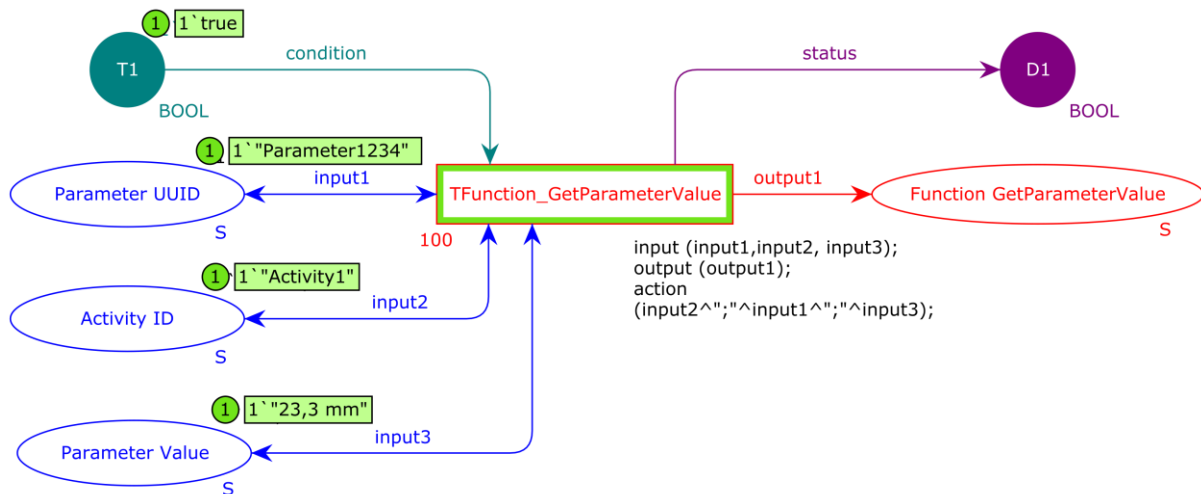 1 1`true
T1
condition
BOOL
status
D1
BOOL
1 1`"Parameter1234"
Parameter UUID
input1
S
TFunction_GetParameterValue
100
output1
Function GetParameterValue
S
input (input1,input2, input3);
output (output1);
action
(input2^";"^input1^";"^input3);
1 1`"Activity1"
Activity ID
input2
S
1 1`"23,3 mm"
Parameter Value
input3
S